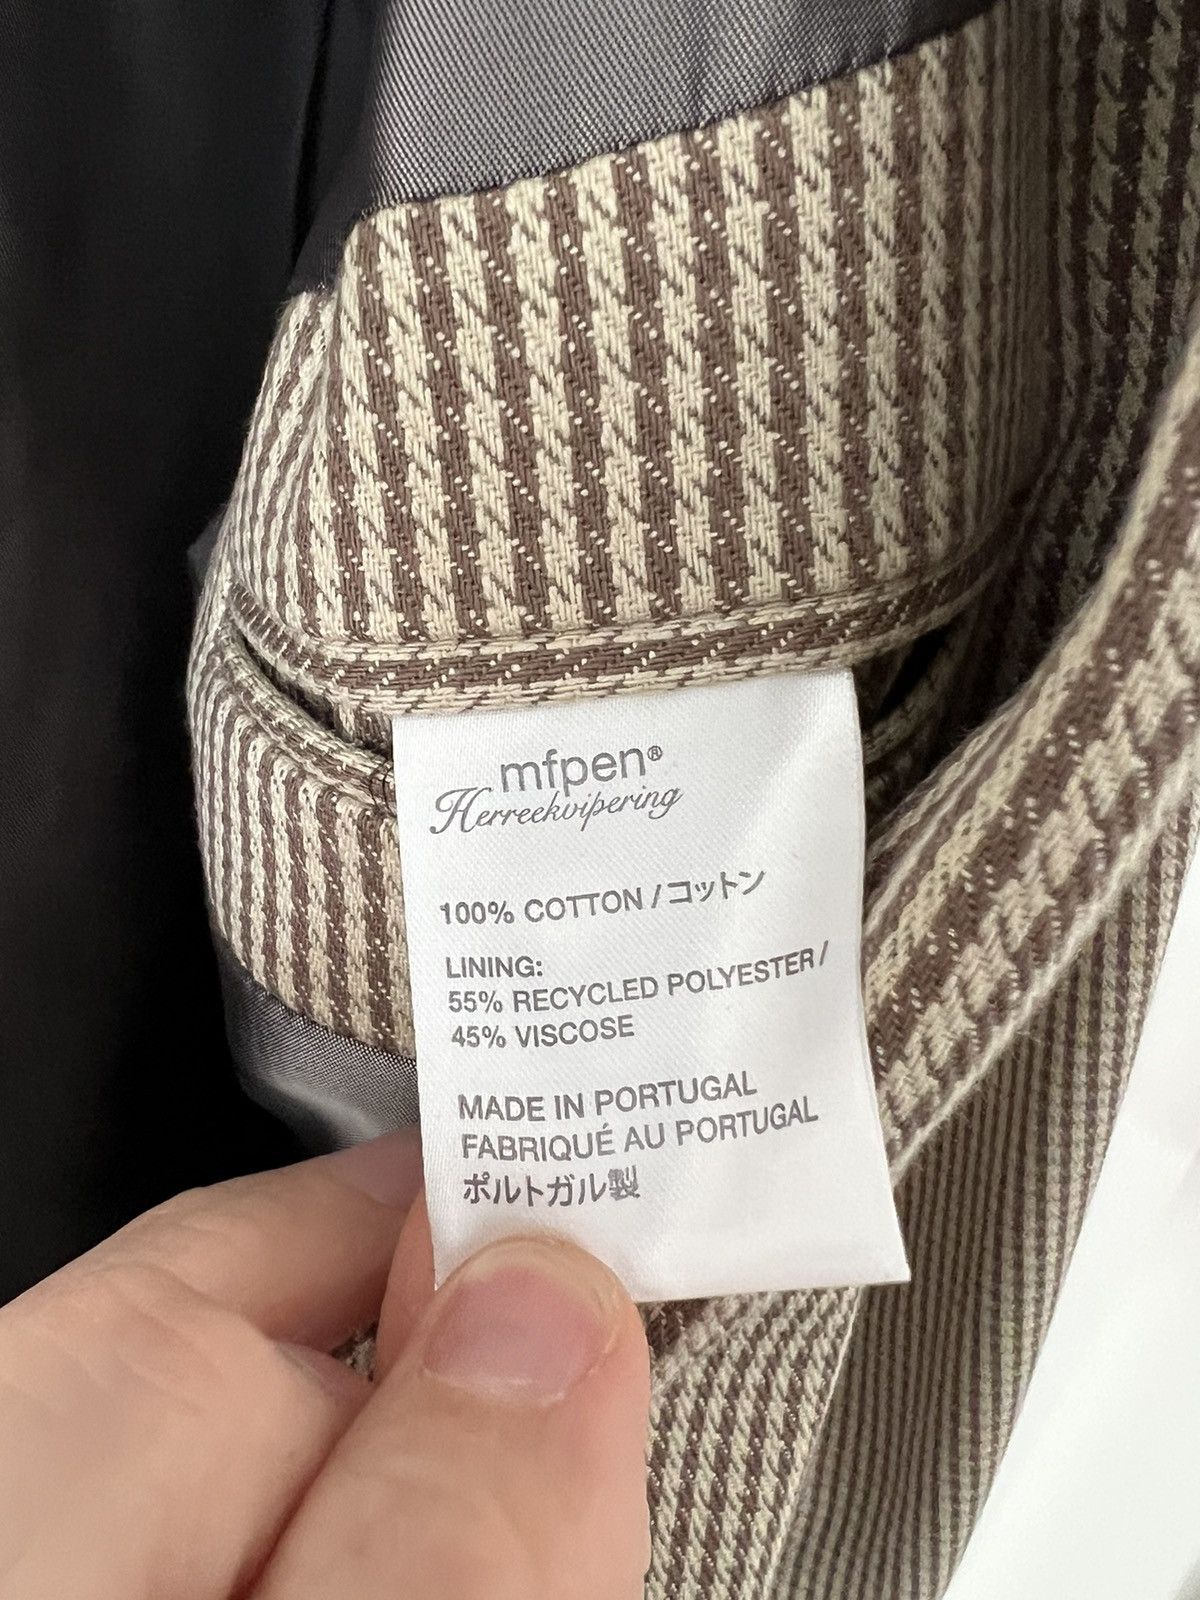 mfpen®
Herreekvipering
100% COTTON / コットン
LINING:
55% RECYCLED POLYESTER /
45% VISCOSE
MADE IN PORTUGAL
FABRIQUÉ AU PORTUGAL
ポルトガル製